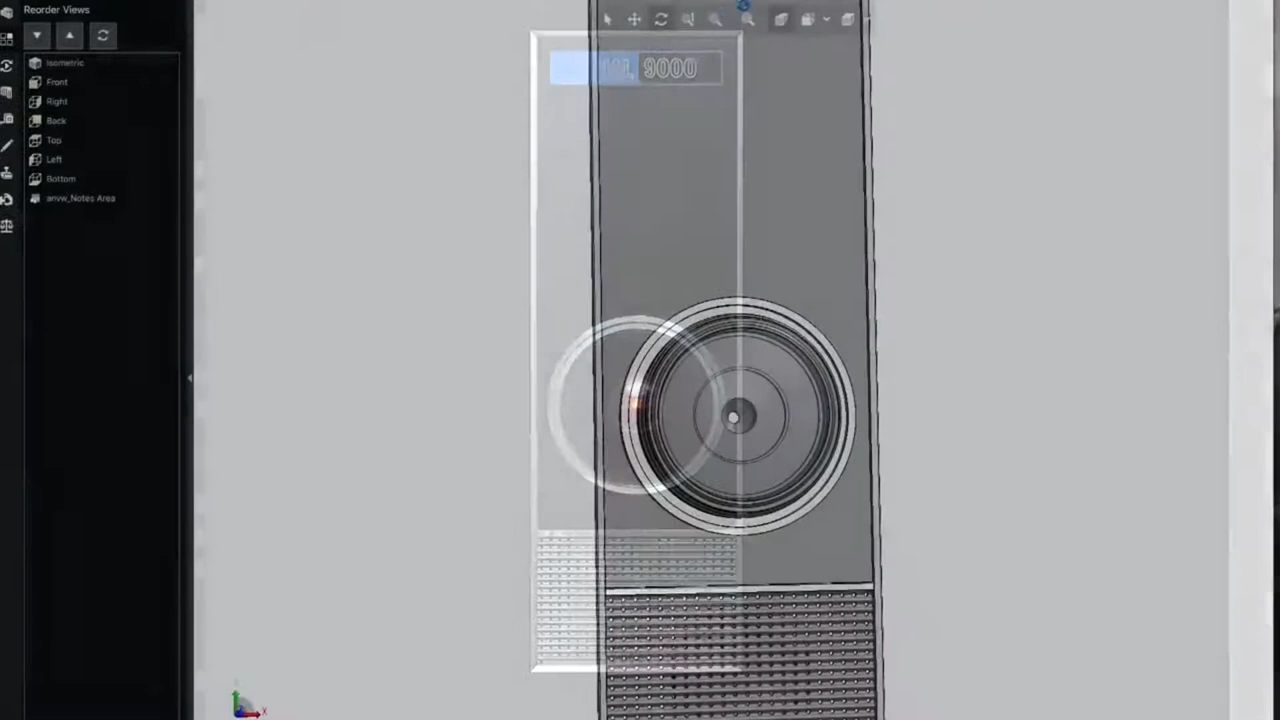 Reorder Views
Isometric
Front
Right
Back
Top
Left
Bottom
anvw_Notes Area
9000
X